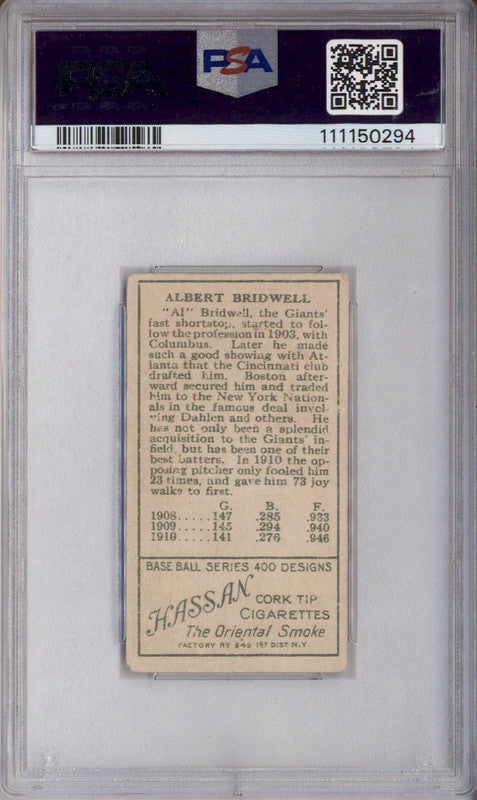 PSA
111150294
ALBERT BRIDWELL
"Al" Bridwell, the Giants'
fast shortstop, started to fol-
low the profession in 1903, with
Columbus. Later he made
such a good showing with At-
lanta that the Cincinnati club
drafted him. Boston after-
ward secured him and traded
him to the New York Nation-
als in the famous deal invol-
ving Dahlen and others. He
has not only been a splendid
acquisition to the Giants' in-
field, but has been one of their
best batters. In 1910 the op-
posing pitcher only fooled him
23 times, and gave him 73 joy
walks to first.
G. B. F.
1908.....147 .285 .933
1909.....145 .294 .940
1910.....141 .276 .946
BASE BALL SERIES 400 DESIGNS
HASSAN CORK TIP
CIGARETTES
The Oriental Smoke
FACTORY No 649 1ST DIST N.Y